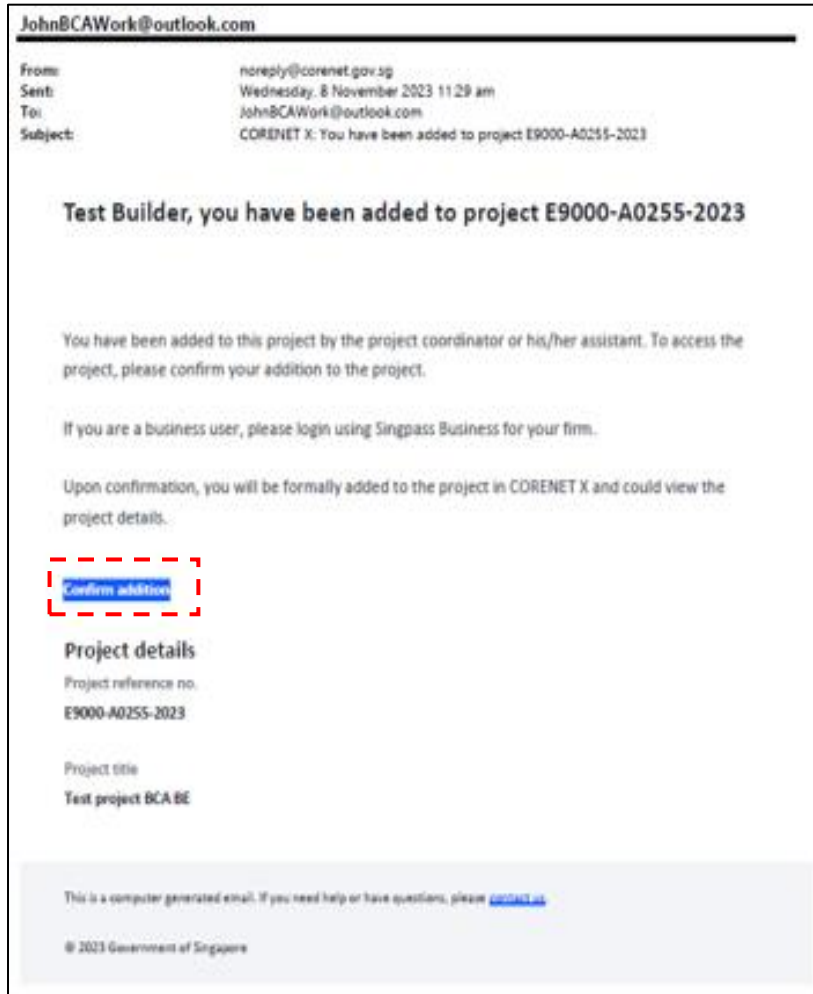 JohnBCAWork@outlook.com
From: noreply@corenet.gov.sg
Sent: Wednesday, 8 November 2023 11:29 am
To: JohnBCAWork@outlook.com
Subject: CORENET X: You have been added to project E9000-A0255-2023
Test Builder, you have been added to project E9000-A0255-2023
You have been added to this project by the project coordinator or his/her assistant. To access the
project, please confirm your addition to the project.
If you are a business user, please login using Singpass Business for your firm.
Upon confirmation, you will be formally added to the project in CORENET X and could view the
project details.
Confirm addition
Project details
Project reference no.
E9000-A0255-2023
Project title
Test project BCA BE
This is a computer generated email. If you need help or have questions, please contact us.
© 2023 Government of Singapore